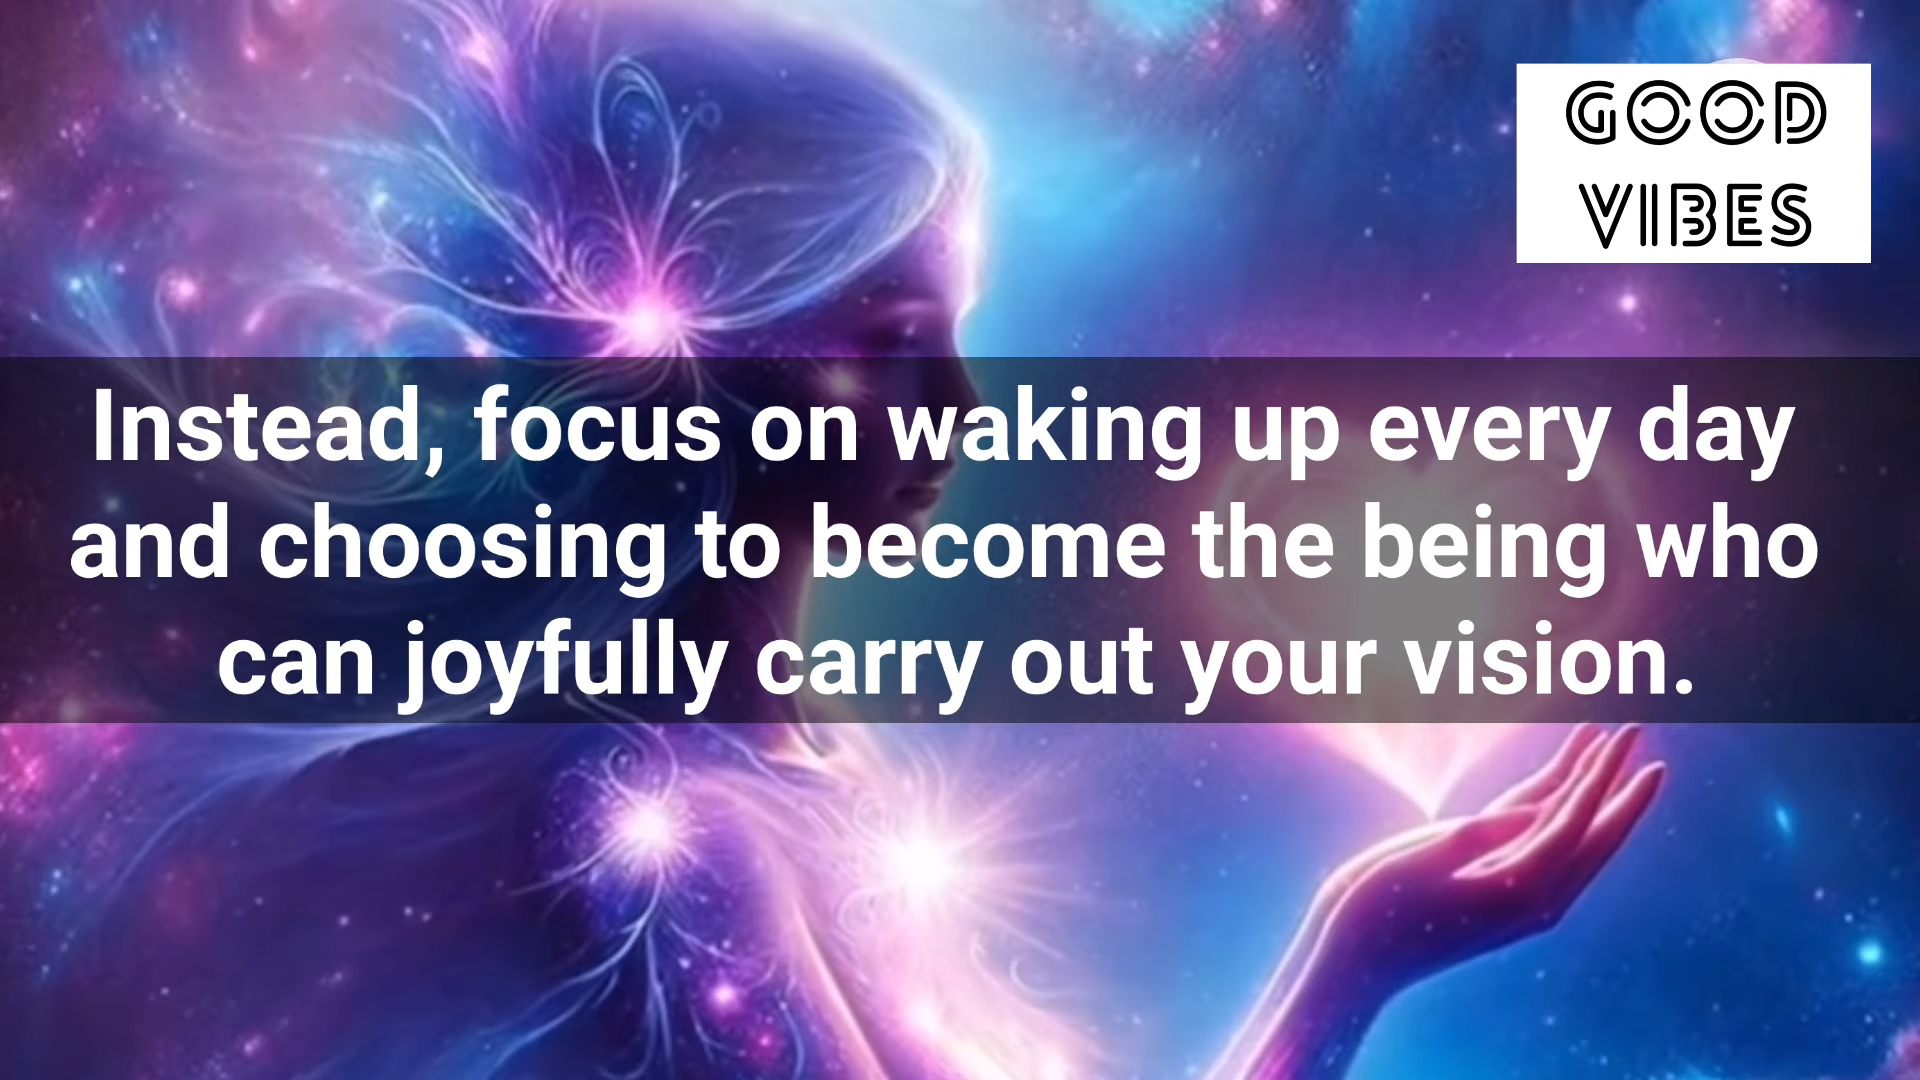 GOOD
VIBES
Instead, focus on waking up every day
and choosing to become the being who
can joyfully carry out your vision.